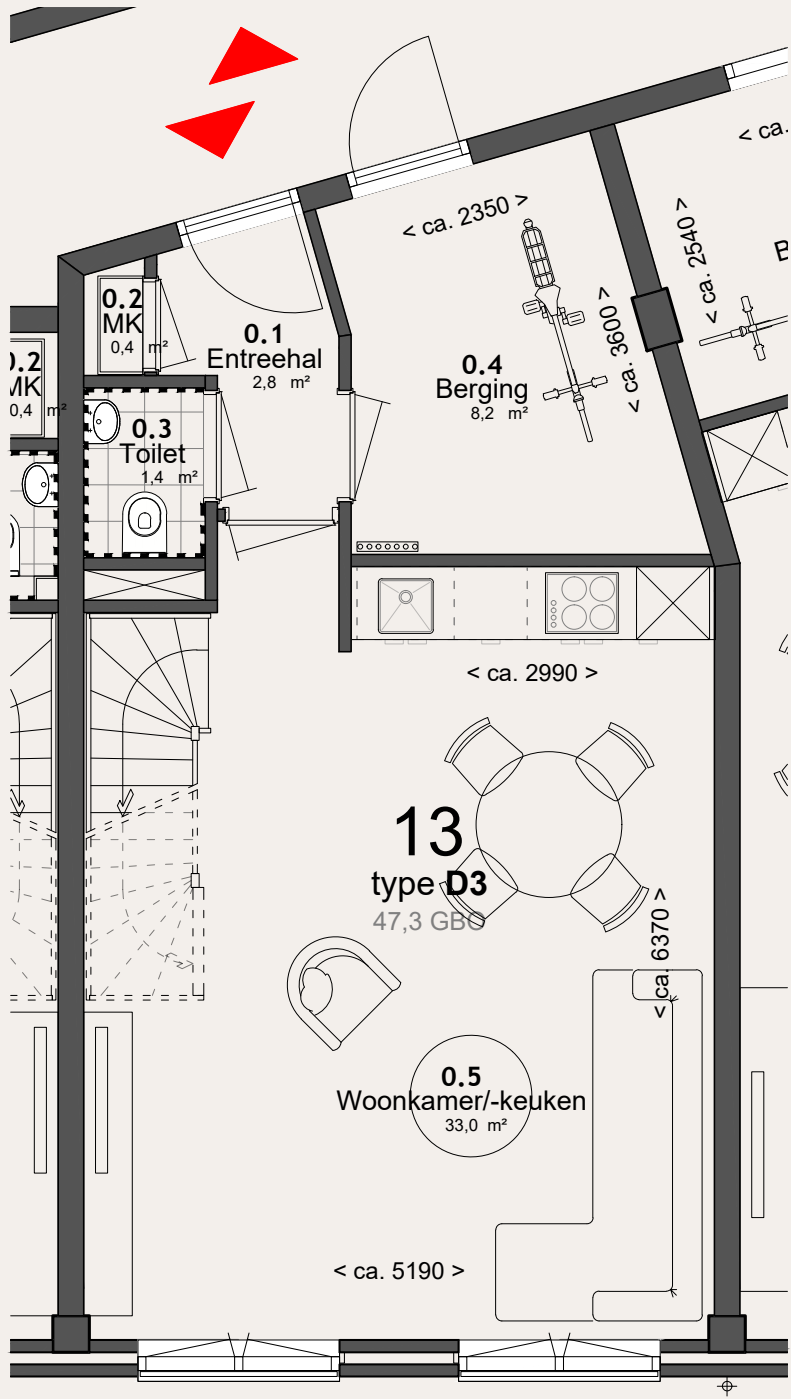 < ca.
< ca. 2350 >
< ca. 2540 >
B
0.2
MK
0,4 m²
0.1
Entreehal
2,8 m²
< ca. 3600 >
0.2
MK
0,4 m²
0.4
Berging
8,2 m²
0.3
Toilet
1,4 m²
< ca. 2990 >
13
type D3
47,3 GBO
< ca. 6370 >
0.5
Woonkamer/-keuken
33,0 m²
< ca. 5190 >